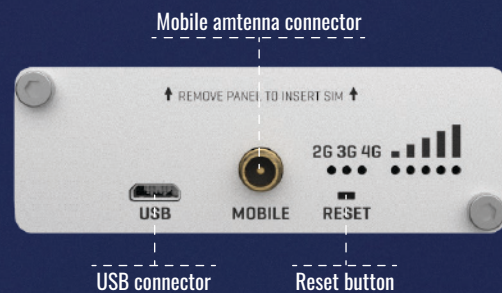 Mobile amtenna connector
REMOVE PANEL TO INSERT SIM
2G 3G 4G
USB MOBILE RESET
USB connector Reset button